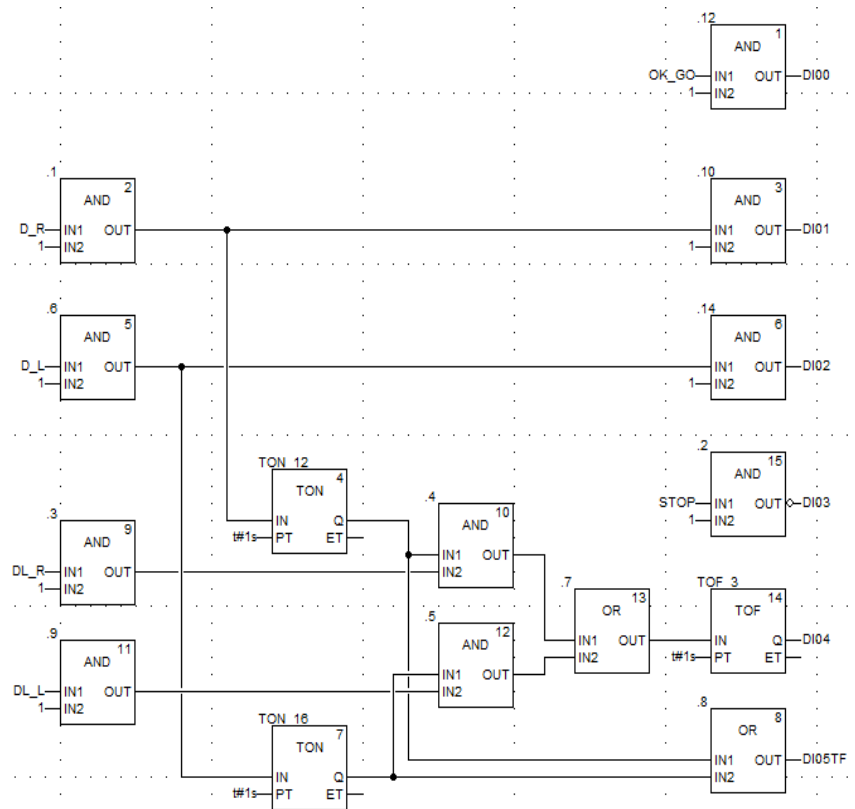 .12
1
AND
OK_GO IN1 OUT DI00
1 IN2
.1
2
AND
D_R IN1 OUT
1 IN2
.10
3
AND
IN1 OUT DI01
1 IN2
.6
5
AND
D_L IN1 OUT
1 IN2
.14
6
AND
IN1 OUT DI02
1 IN2
.2
15
AND
STOP IN1 OUT DI03
1 IN2
TON_12
4
TON
IN Q
t#1s PT ET
.3
9
AND
DL_R IN1 OUT
1 IN2
.4
10
AND
IN1 OUT
IN2
.7
13
OR
IN1 OUT
IN2
TOF_3
14
TOF
IN Q DI04
t#1s PT ET
.9
11
AND
DL_L IN1 OUT
1 IN2
.5
12
AND
IN1 OUT
IN2
TON_16
7
TON
IN Q
t#1s PT ET
.8
8
OR
IN1 OUT DI05TF
IN2